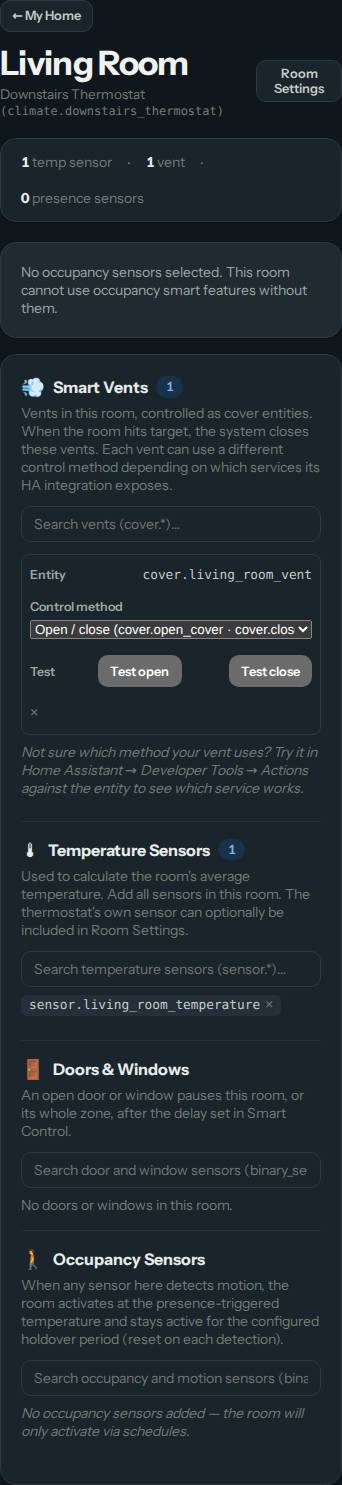 ← My Home
Living Room
Downstairs Thermostat
(climate.downstairs_thermostat)
Room
Settings
1 temp sensor · 1 vent ·
0 presence sensors
No occupancy sensors selected. This room
cannot use occupancy smart features without
them.
Smart Vents 1
Vents in this room, controlled as cover entities.
When the room hits target, the system closes
these vents. Each vent can use a different
control method depending on which services its
HA integration exposes.
Search vents (cover.*)...
Entity cover.living_room_vent
Control method
Open / close (cover.open_cover · cover.clos
Test Test open Test close
×
Not sure which method your vent uses? Try it in
Home Assistant → Developer Tools → Actions
against the entity to see which service works.
Temperature Sensors 1
Used to calculate the room's average
temperature. Add all sensors in this room. The
thermostat's own sensor can optionally be
included in Room Settings.
Search temperature sensors (sensor.*)...
sensor.living_room_temperature ×
Doors & Windows
An open door or window pauses this room, or
its whole zone, after the delay set in Smart
Control.
Search door and window sensors (binary_se
No doors or windows in this room.
Occupancy Sensors
When any sensor here detects motion, the
room activates at the presence-triggered
temperature and stays active for the configured
holdover period (reset on each detection).
Search occupancy and motion sensors (bina
No occupancy sensors added — the room will
only activate via schedules.